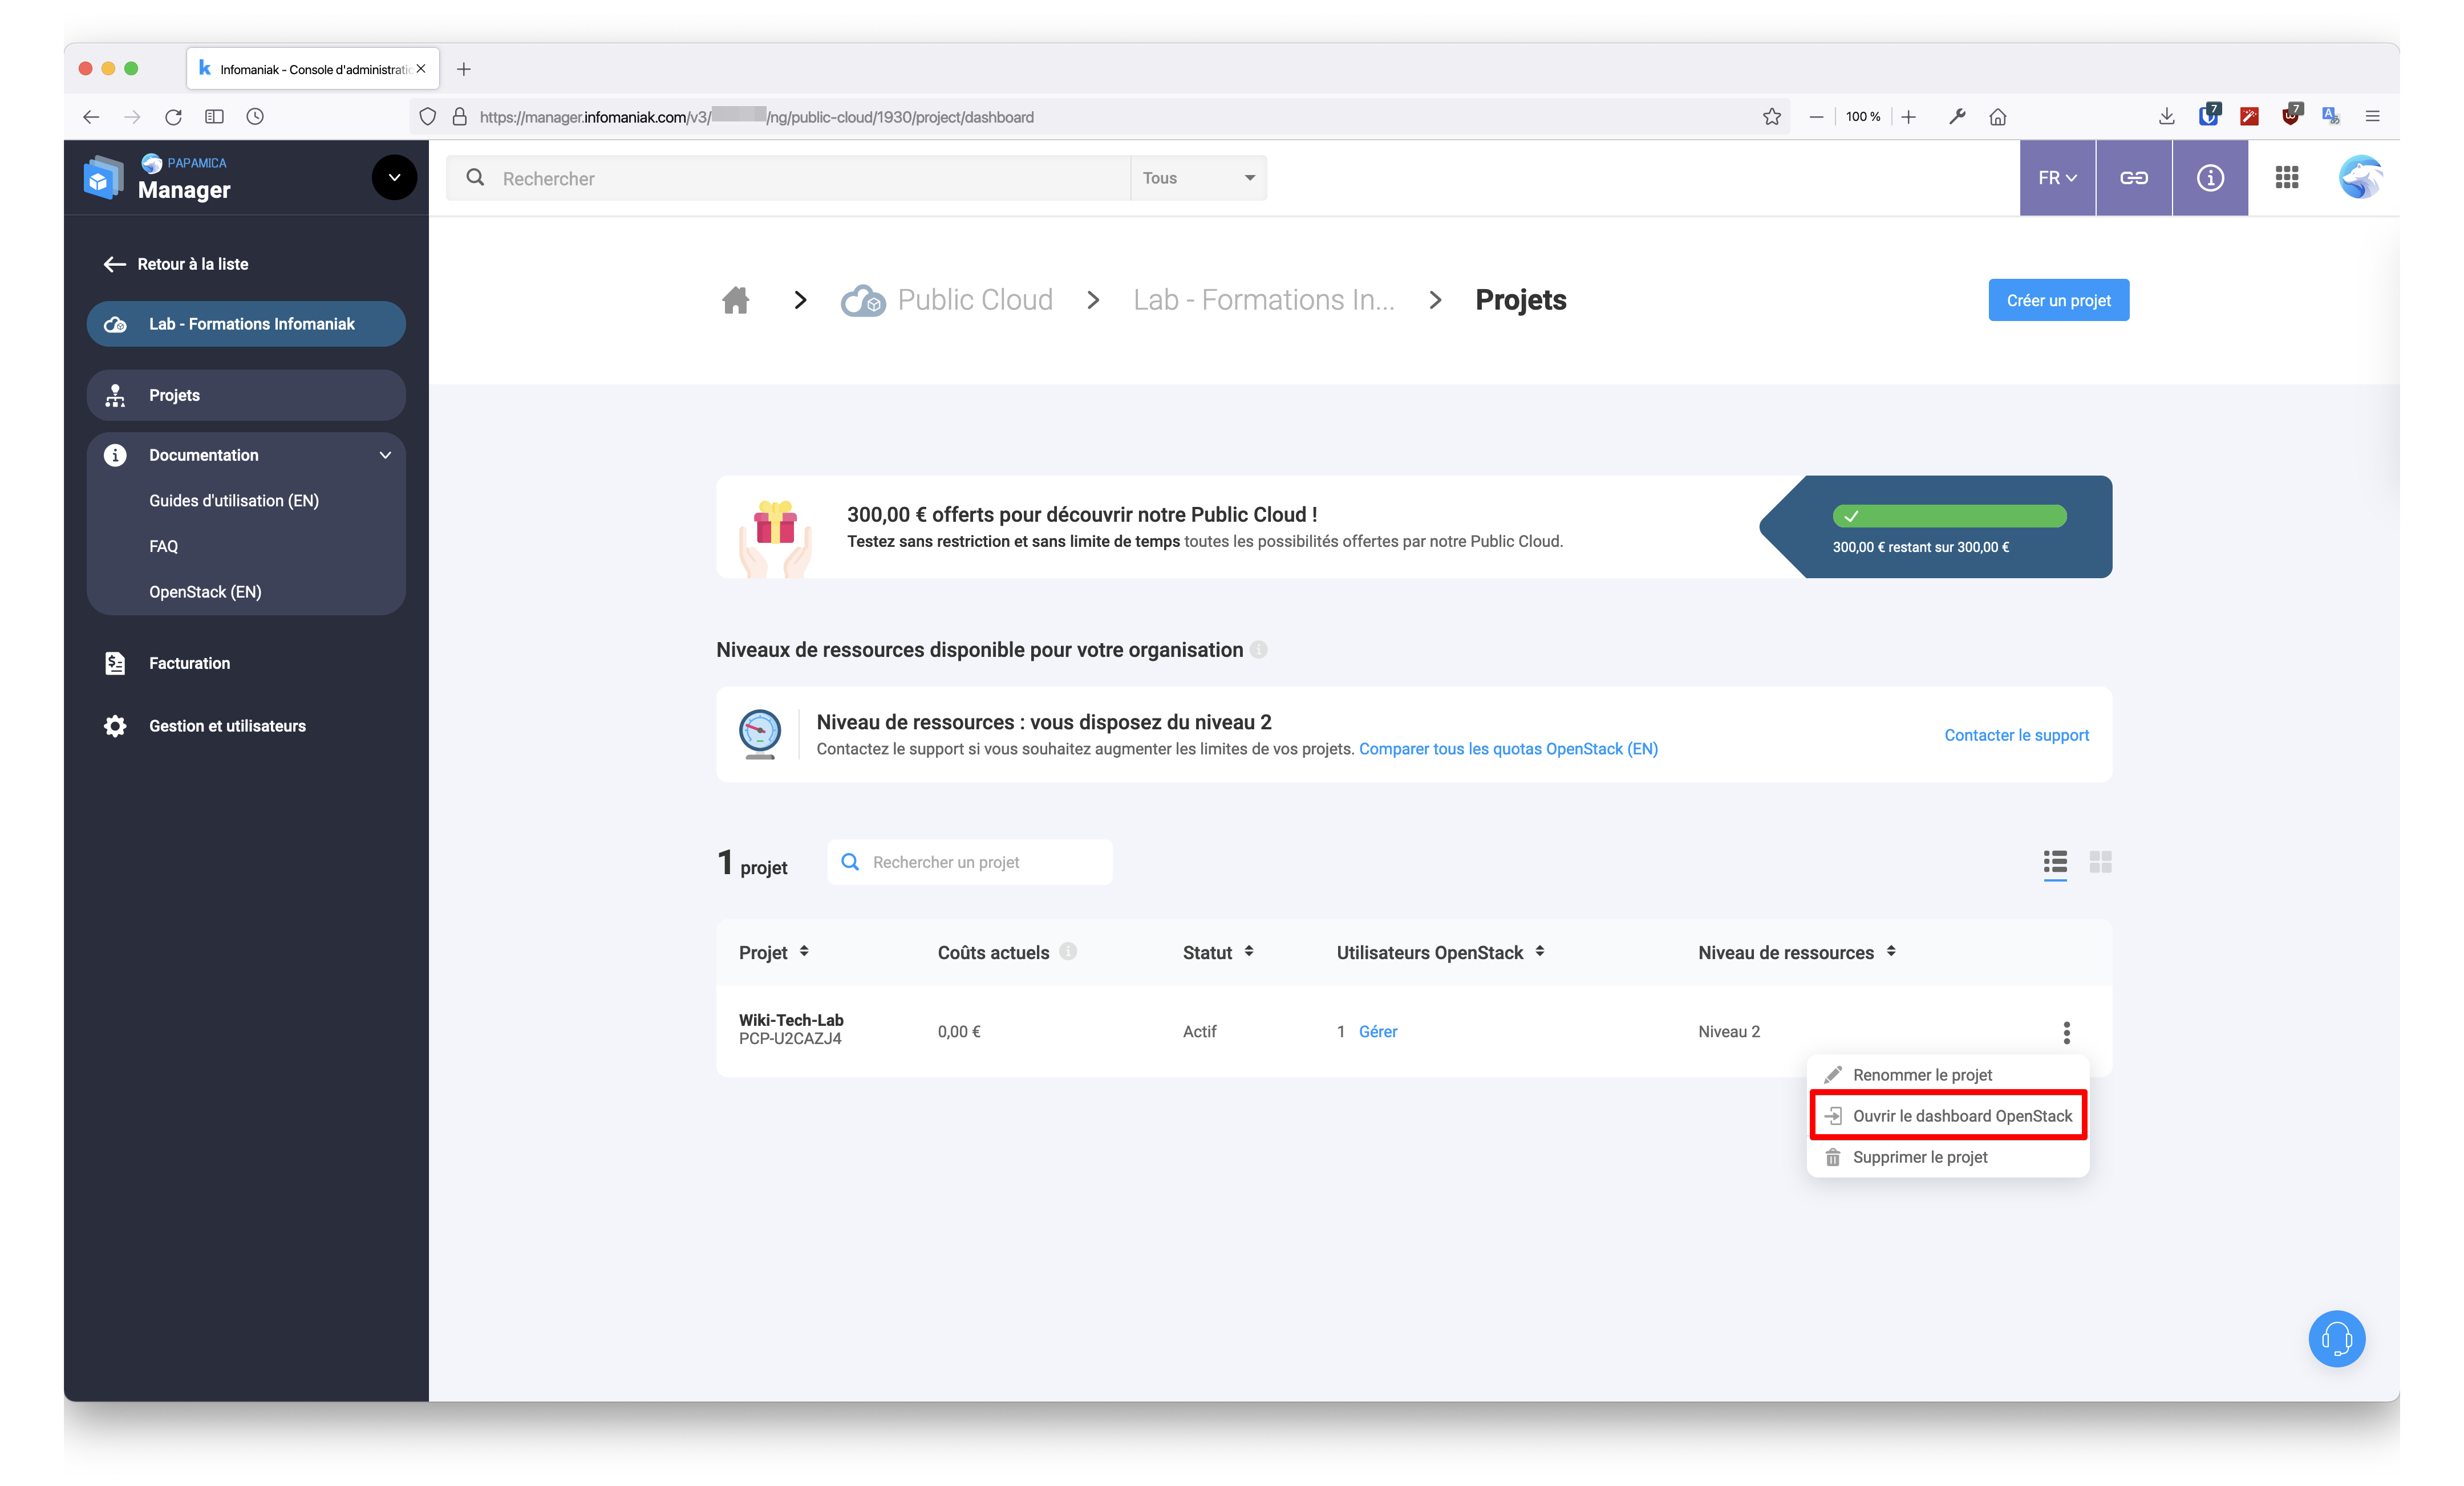 Infomaniak - Console d'administratio
https://manager.infomaniak.com/v3/ /ng/public-cloud/1930/project/dashboard
100 %
7
7
PAPAMICA
Manager
Rechercher
Tous
FR
Retour à la liste
Lab - Formations Infomaniak
Projets
Documentation
Guides d'utilisation (EN)
FAQ
OpenStack (EN)
Facturation
Gestion et utilisateurs
Public Cloud
Lab - Formations In...
Projets
Créer un projet
300,00 € offerts pour découvrir notre Public Cloud !
Testez sans restriction et sans limite de temps toutes les possibilités offertes par notre Public Cloud.
300,00 € restant sur 300,00 €
Niveaux de ressources disponible pour votre organisation
Niveau de ressources : vous disposez du niveau 2
Contactez le support si vous souhaitez augmenter les limites de vos projets. Comparer tous les quotas OpenStack (EN)
Contacter le support
1 projet
Rechercher un projet
Projet
Coûts actuels
Statut
Utilisateurs OpenStack
Niveau de ressources
Wiki-Tech-Lab
PCP-U2CAZJ4
0,00 €
Actif
1 Gérer
Niveau 2
Renommer le projet
Ouvrir le dashboard OpenStack
Supprimer le projet